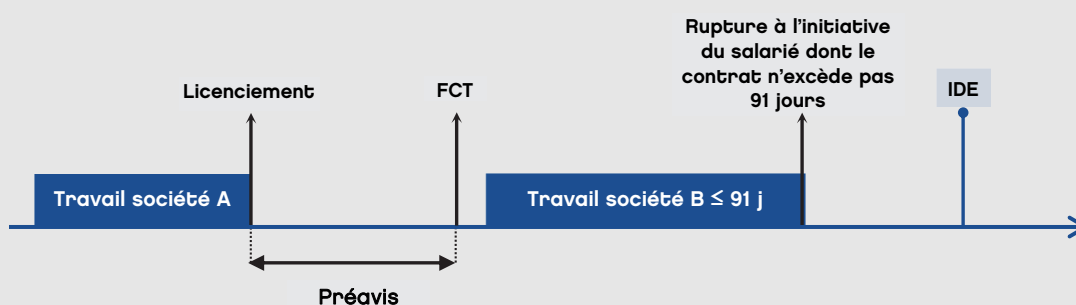 Rupture à l’initiative
du salarié dont le
contrat n’excède pas
91 jours
Licenciement
FCT
IDE
Travail société A
Travail société B ≤ 91 j
Préavis